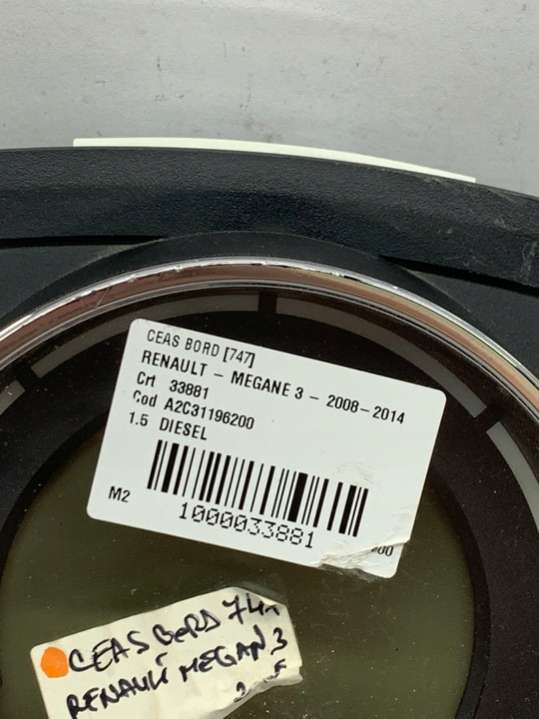 CEAS BORD [747]
RENAULT - MEGANE 3 - 2008-2014
Crt 33881
Cod A2C31196200
1.5 DIESEL
M2
1000033881
CEAS BORD
RENAULT MEGAN 3